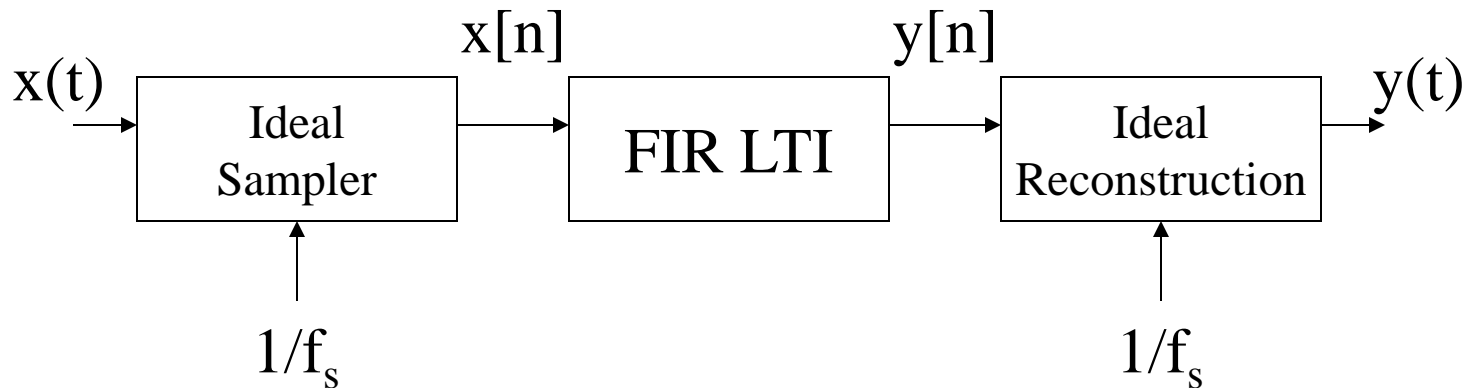 x[n]
y[n]
x(t)
Ideal
Sampler
FIR LTI
Ideal
Reconstruction
y(t)
1/fₛ
1/fₛ